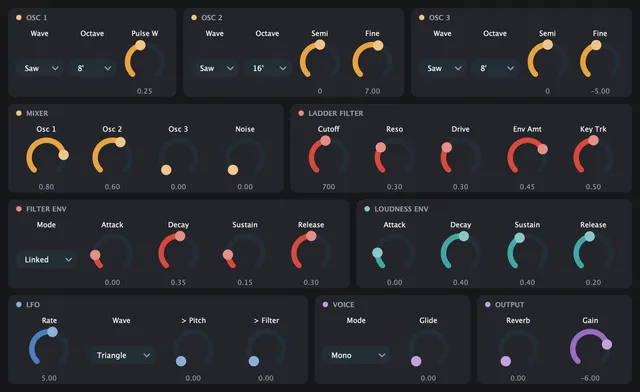 OSC 1
Wave Octave Pulse W
Saw 8' 0.25
OSC 2
Wave Octave Semi Fine
Saw 16' 0 7.00
OSC 3
Wave Octave Semi Fine
Saw 8' 0 −5.00
MIXER
Osc 1 Osc 2 Osc 3 Noise
0.80 0.60 0.00 0.00
LADDER FILTER
Cutoff Reso Drive Env Amt Key Trk
700 0.30 0.30 0.45 0.50
FILTER ENV
Mode Attack Decay Sustain Release
Linked 0.00 0.35 0.15 0.30
LOUDNESS ENV
Attack Decay Sustain Release
0.00 0.40 0.40 0.20
LFO
Rate Wave > Pitch > Filter
5.00 Triangle 0.00 0.00
VOICE
Mode Glide
Mono 0.00
OUTPUT
Reverb Gain
0.00 −6.00